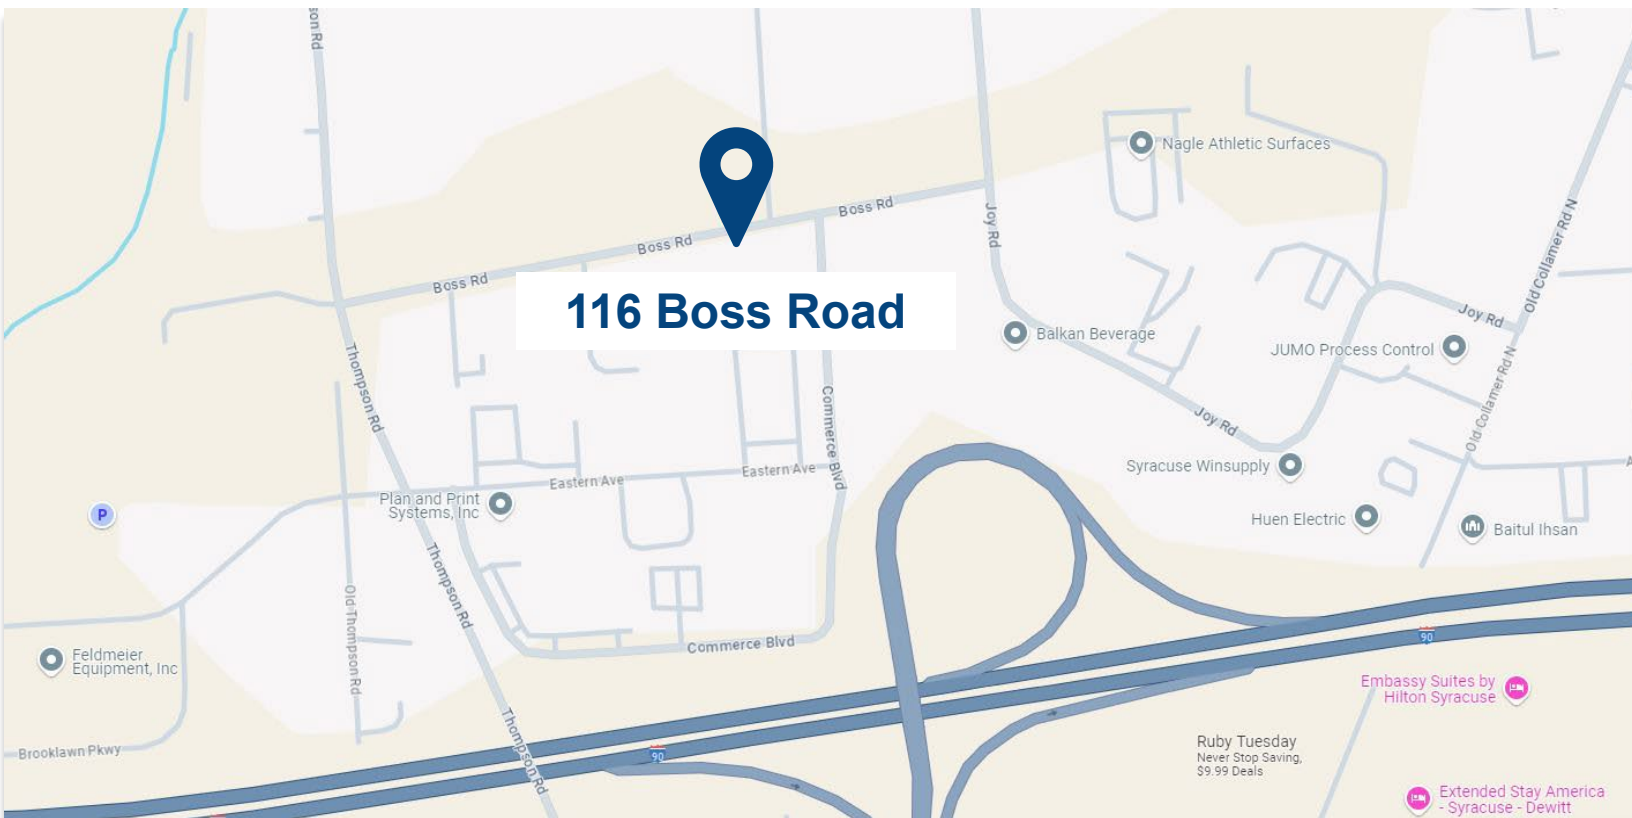 son Rd
Nagle Athletic Surfaces
Boss Rd
Joy Rd
Boss Rd
Old Collamer Rd N
Boss Rd
116 Boss Road
Joy Rd
Balkan Beverage
JUMO Process Control
Thompson Rd
Commerce Blvd
Old Collamer Rd N
Joy Rd
Eastern Ave
Syracuse Winsupply
Eastern Ave
Plan and Print
Systems, Inc
P
Huen Electric
Baitul Ihsan
Thompson Rd
Old Thompson Rd
90
Commerce Blvd
Feldmeier
Equipment, Inc
Embassy Suites by
Hilton Syracuse
Thompson Rd
Brooklawn Pkwy
90
Ruby Tuesday
Never Stop Saving,
$9.99 Deals
Extended Stay America
- Syracuse - Dewitt